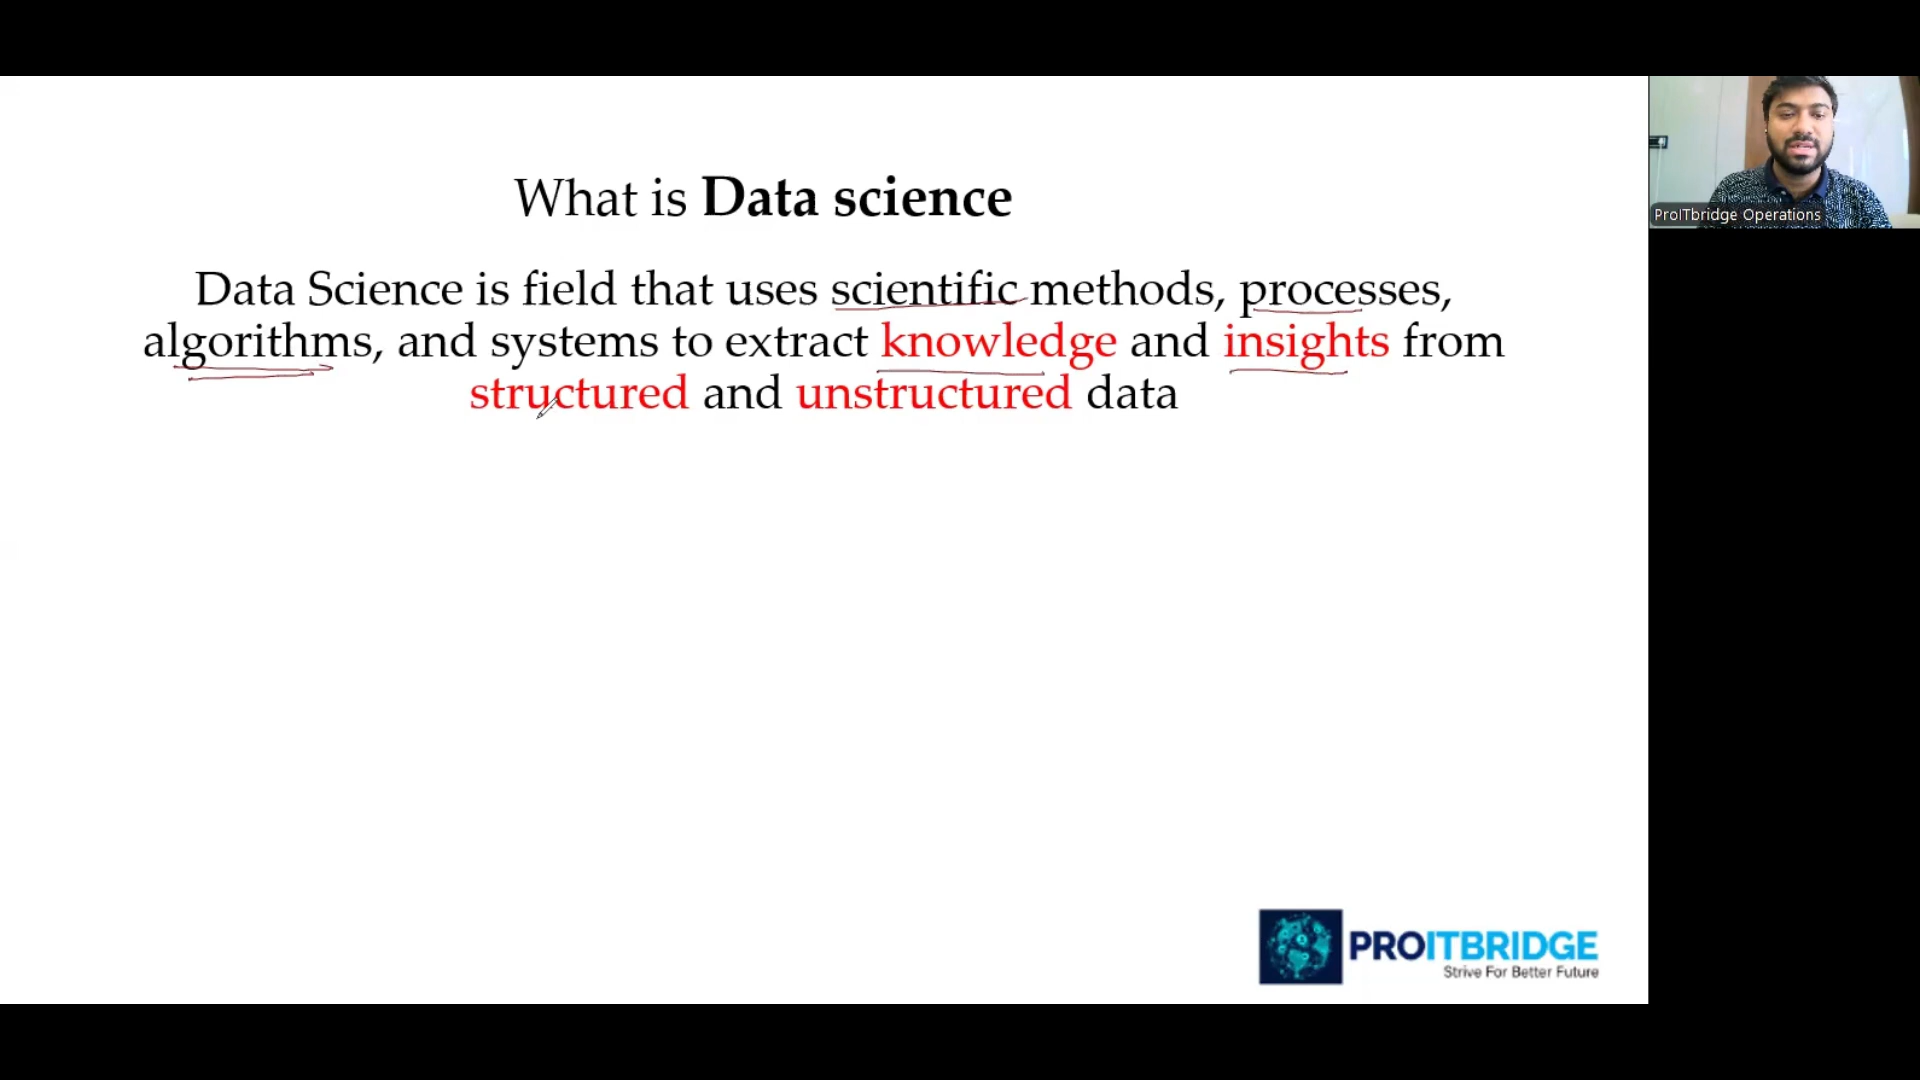 What is Data science
Data Science is field that uses scientific methods, processes,
algorithms, and systems to extract knowledge and insights from
structured and unstructured data
ProITbridge Operations
PROITBRIDGE
Strive For Better Future